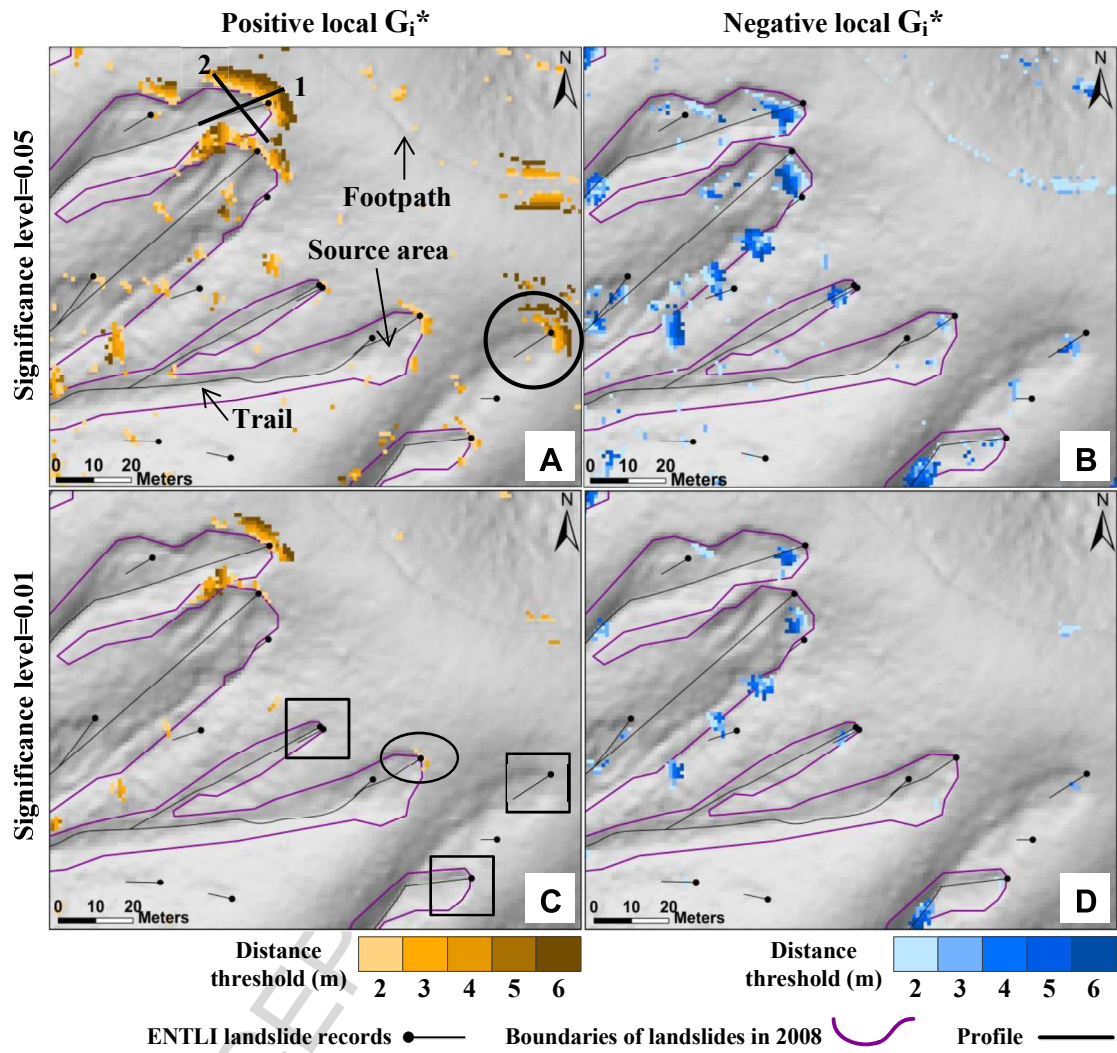 Positive local Gi*
Negative local Gi*
Significance level=0.05
2
1
N
Footpath
Source area
Trail
0 10 20
Meters
A
N
0 10 20
Meters
B
Significance level=0.01
N
0 10 20
Meters
C
N
0 10 20
Meters
D
Distance
threshold (m)
2 3 4 5 6
Distance
threshold (m)
2 3 4 5 6
ENTLI landslide records
Boundaries of landslides in 2008
Profile